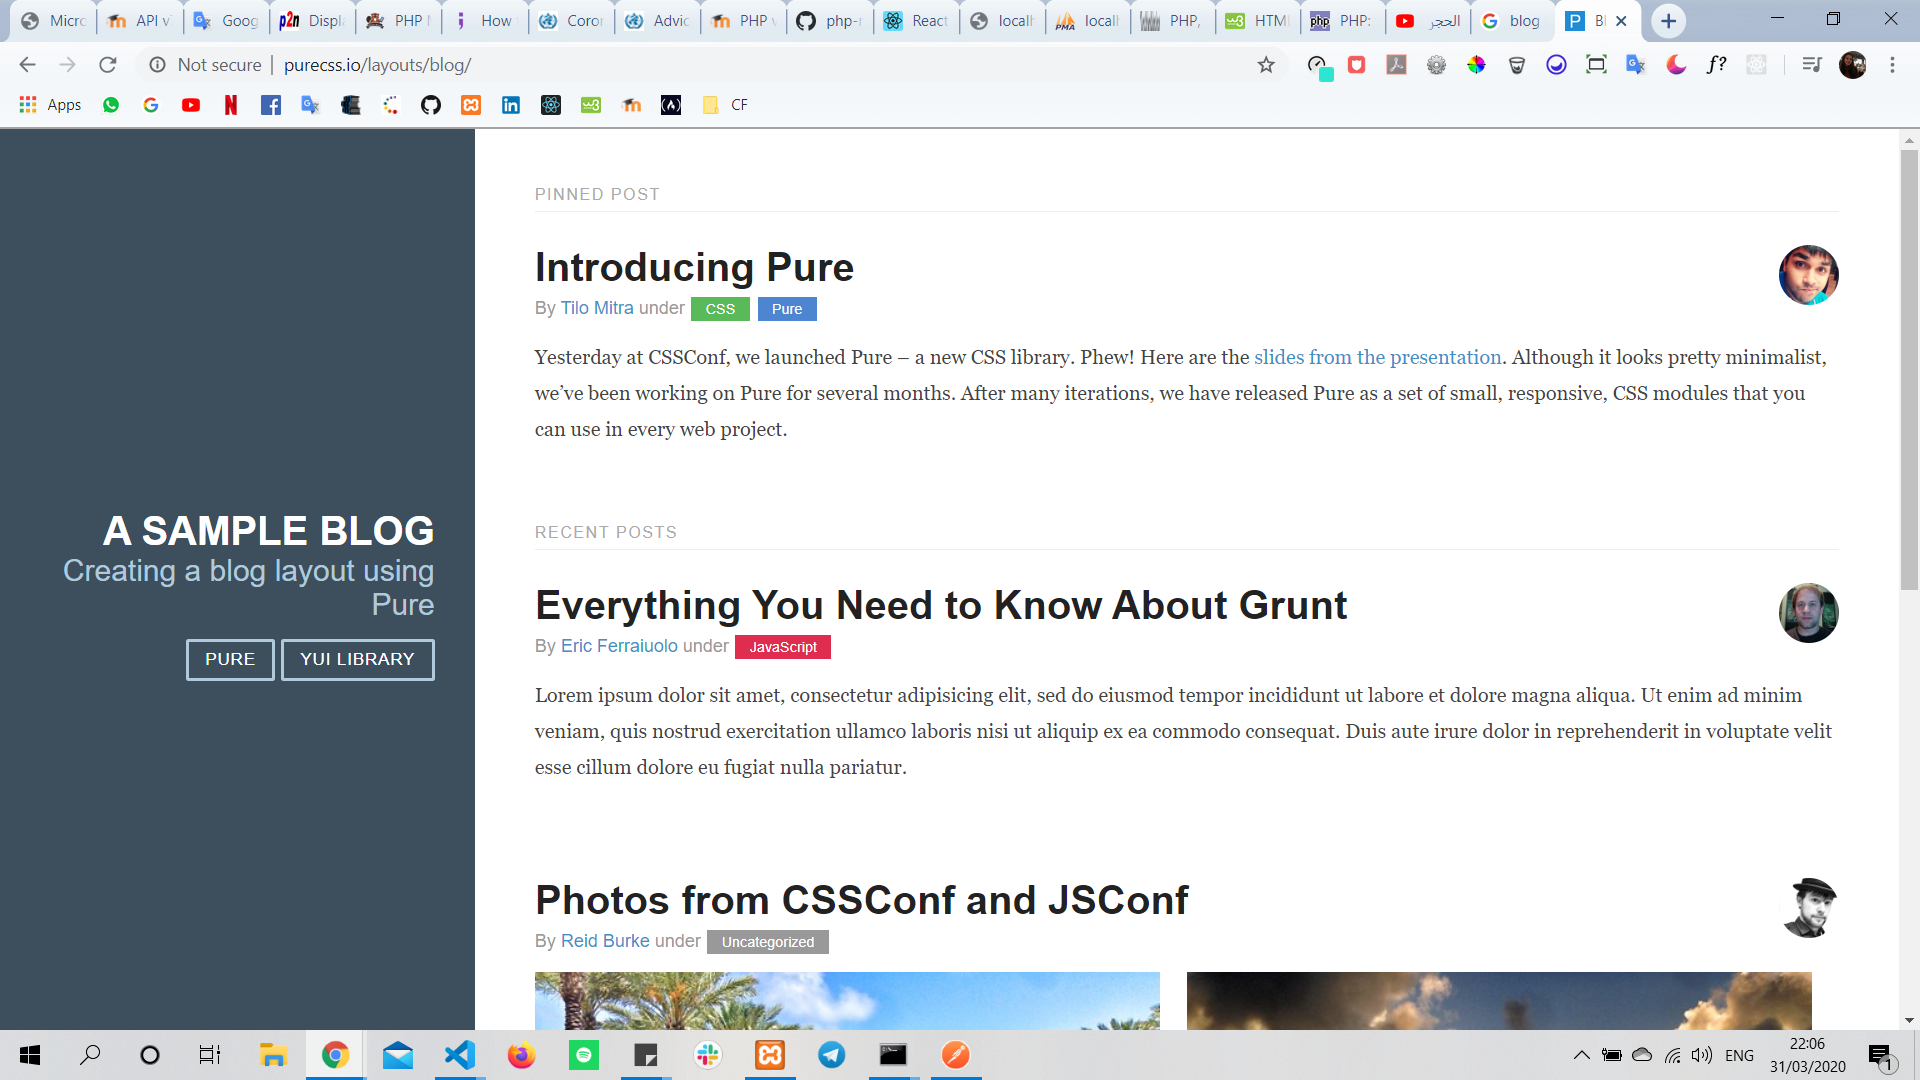 Micro
API v
Goog
p2n Displ
PHP M
How
Coron
Advic
PHP v
php-r
React
localh
PMA locall
PHP,
w3 HTML
php PHP:
الحجر
blog
P Bl
Not secure | purecss.io/layouts/blog/
f?
Apps
CF
PINNED POST
Introducing Pure
By Tilo Mitra under CSS Pure
Yesterday at CSSConf, we launched Pure – a new CSS library. Phew! Here are the slides from the presentation. Although it looks pretty minimalist,
we’ve been working on Pure for several months. After many iterations, we have released Pure as a set of small, responsive, CSS modules that you
can use in every web project.
A SAMPLE BLOG
Creating a blog layout using
Pure
PURE
YUI LIBRARY
RECENT POSTS
Everything You Need to Know About Grunt
By Eric Ferraiuolo under JavaScript
Lorem ipsum dolor sit amet, consectetur adipisicing elit, sed do eiusmod tempor incididunt ut labore et dolore magna aliqua. Ut enim ad minim
veniam, quis nostrud exercitation ullamco laboris nisi ut aliquip ex ea commodo consequat. Duis aute irure dolor in reprehenderit in voluptate velit
esse cillum dolore eu fugiat nulla pariatur.
Photos from CSSConf and JSConf
By Reid Burke under Uncategorized
ENG
22:06
31/03/2020
1